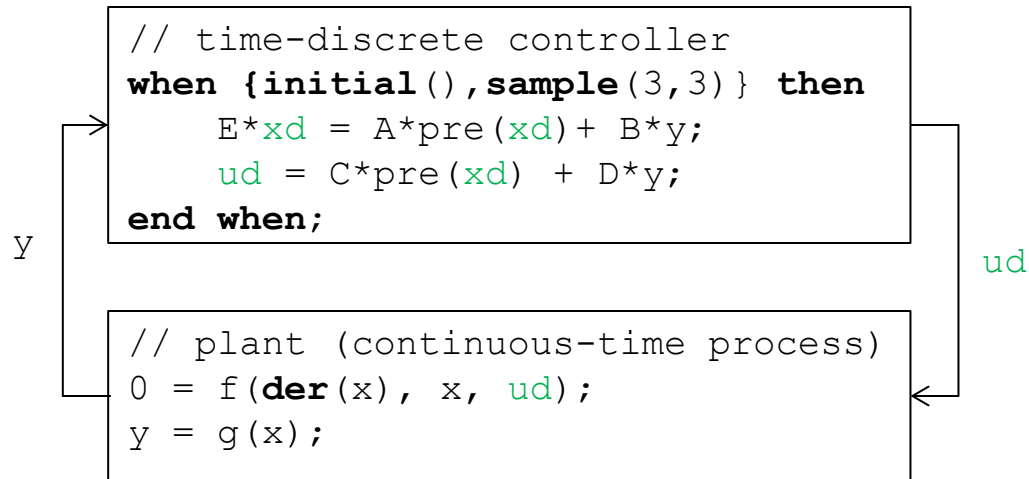 // time-discrete controller
when {initial(),sample(3,3)} then
E*xd = A*pre(xd)+ B*y;
ud = C*pre(xd) + D*y;
end when;
y
ud
// plant (continuous-time process)
0 = f(der(x), x, ud);
y = g(x);